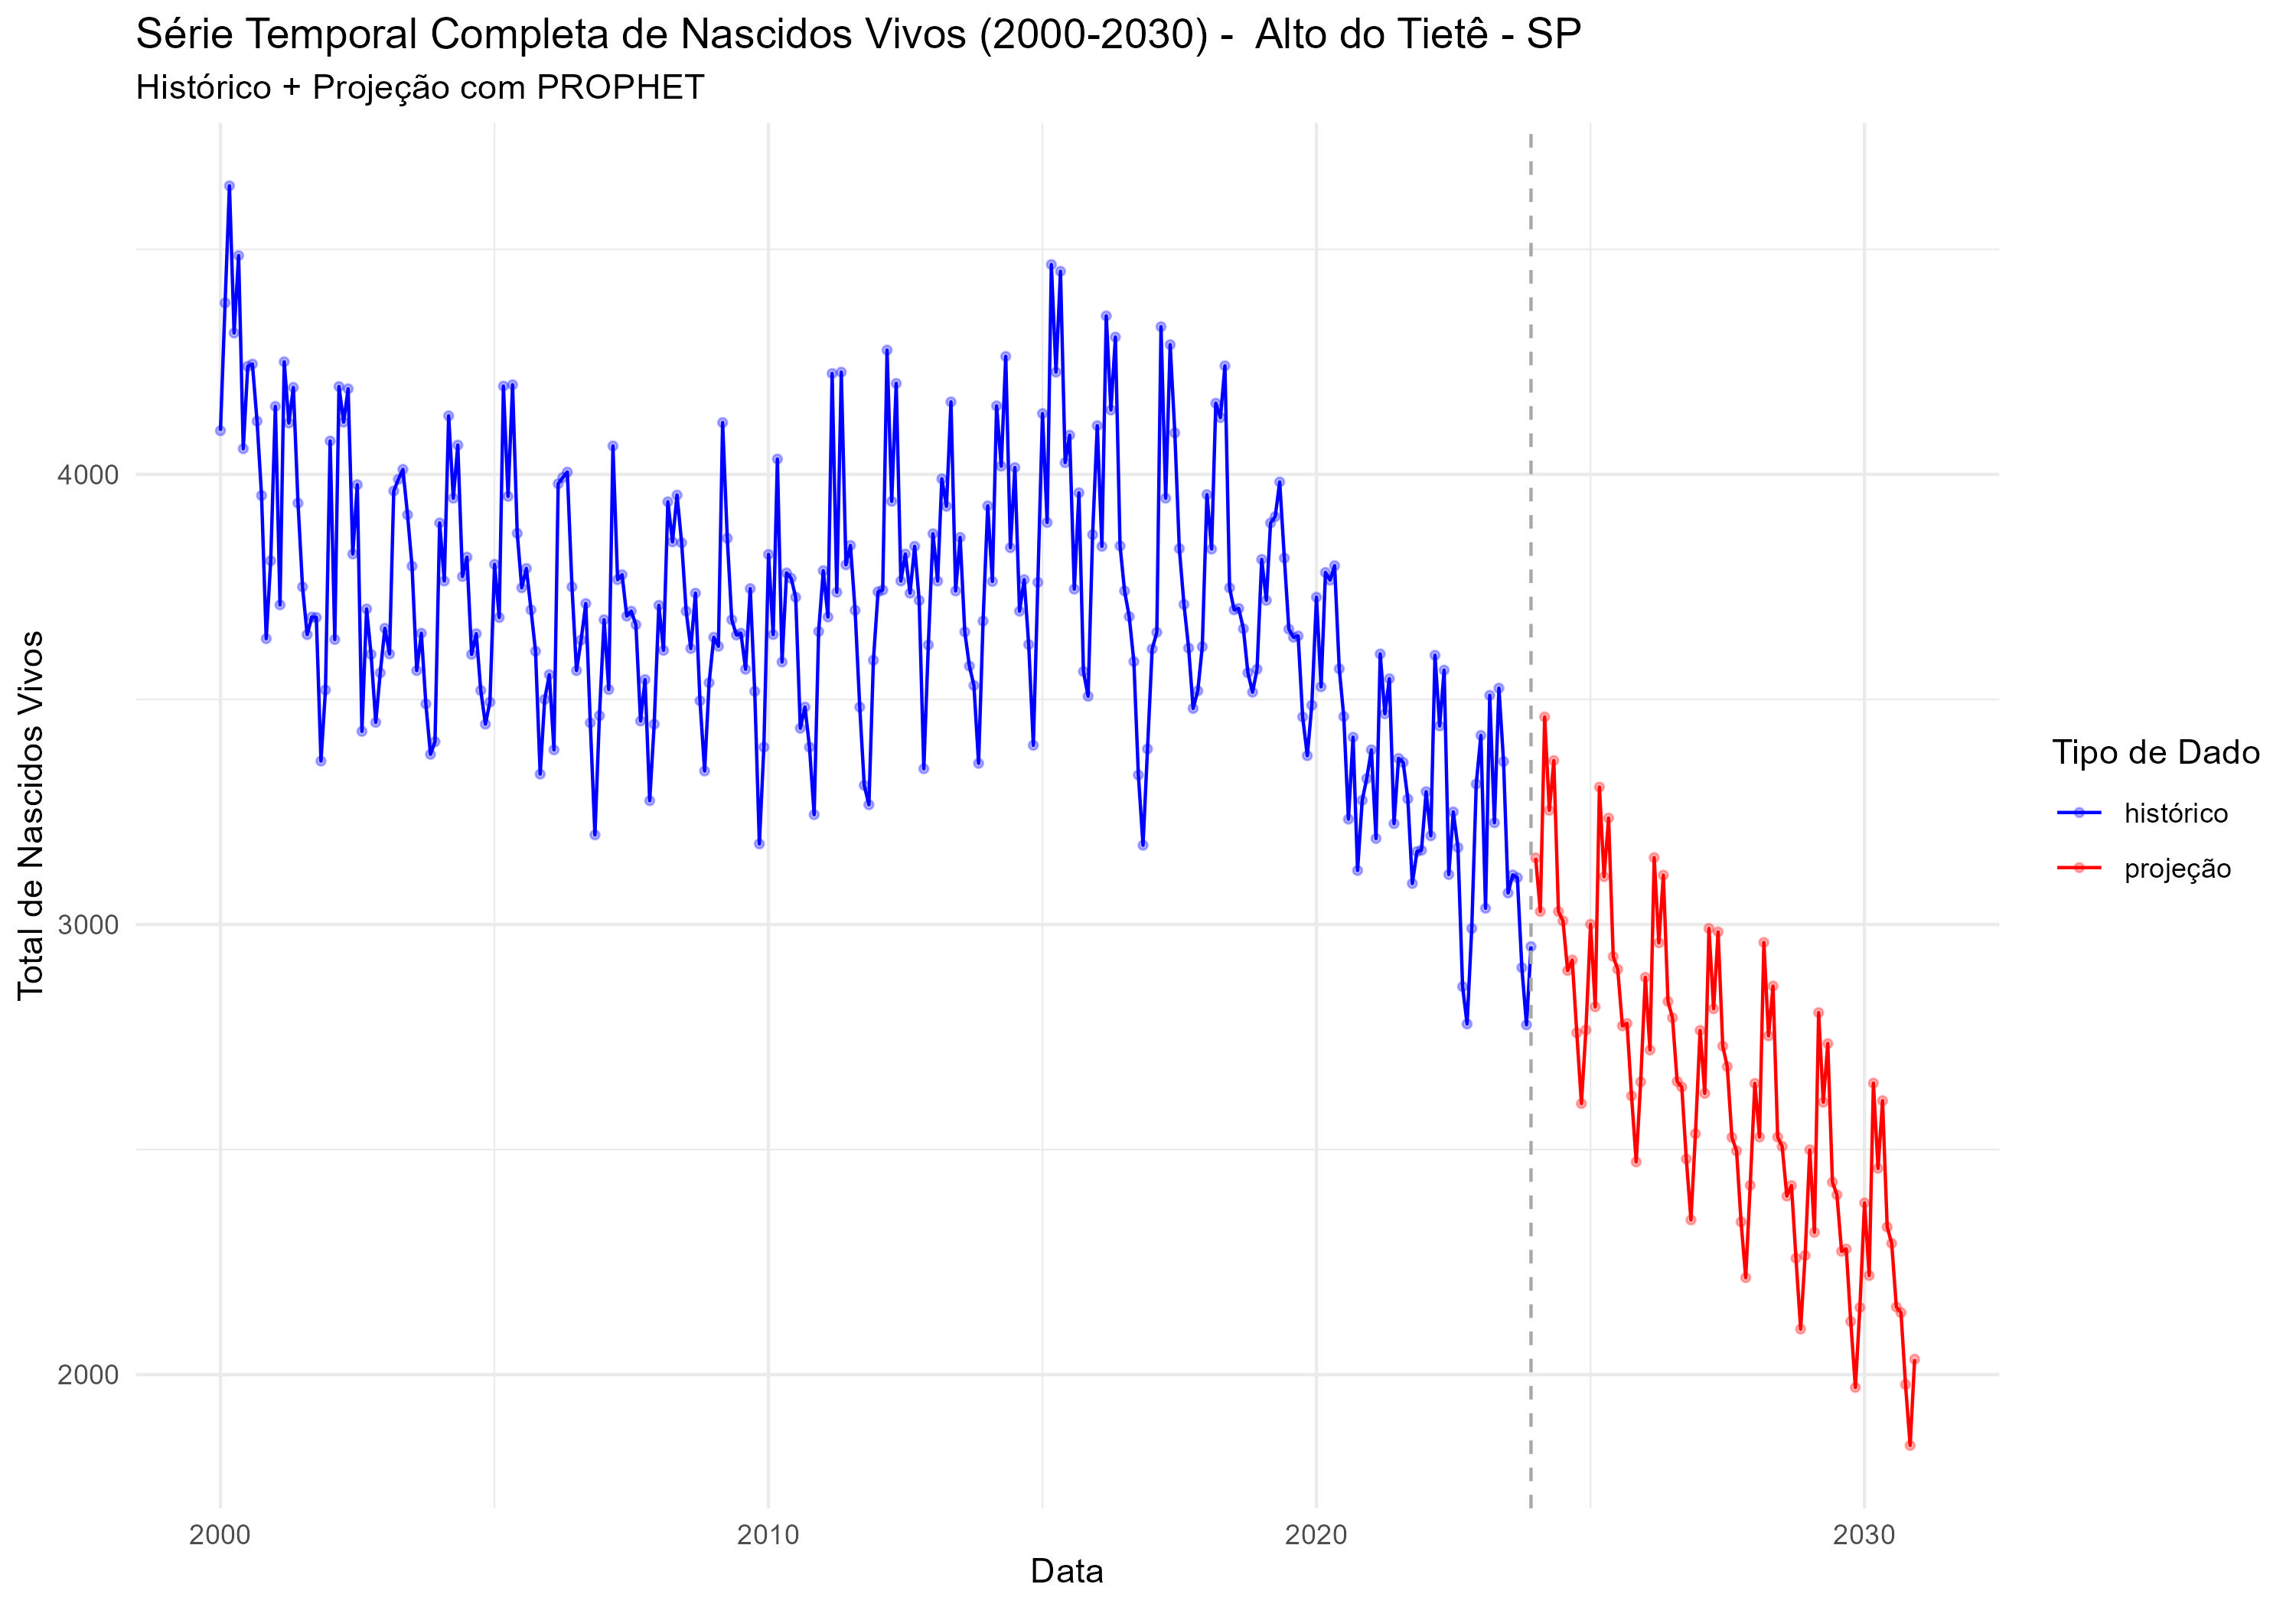 Série Temporal Completa de Nascidos Vivos (2000-2030) -  Alto do Tietê - SP
Histórico + Projeção com PROPHET
Total de Nascidos Vivos
4000
3000
2000
2000
2010
2020
2030
Data
Tipo de Dado
histórico
projeção